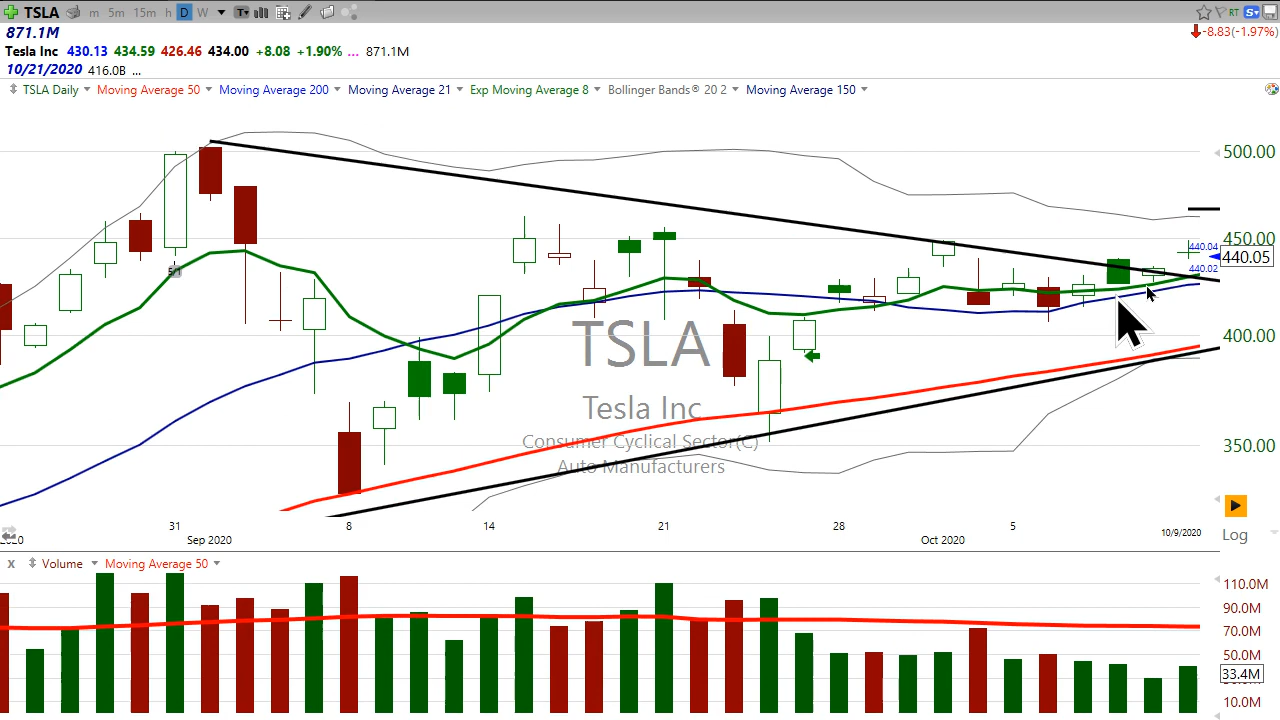 TSLA m 5m 15m h D W T RT S
871.1M -8.83(-1.97%)
Tesla Inc 430.13 434.59 426.46 434.00 +8.08 +1.90% ... 871.1M
10/21/2020 416.0B ...
TSLA Daily Moving Average 50 Moving Average 200 Moving Average 21 Exp Moving Average 8 Bollinger Bands® 20 2 Moving Average 150
500.00
450.00
440.04
440.05
440.02
5/1
400.00
TSLA
Tesla Inc
Consumer Cyclical Sector(C)
350.00
Auto Manufacturers
31 8 14 21 28 5
Sep 2020 Oct 2020 10/9/2020 Log
X Volume Moving Average 50
110.0M
90.0M
70.0M
50.0M
33.4M
10.0M